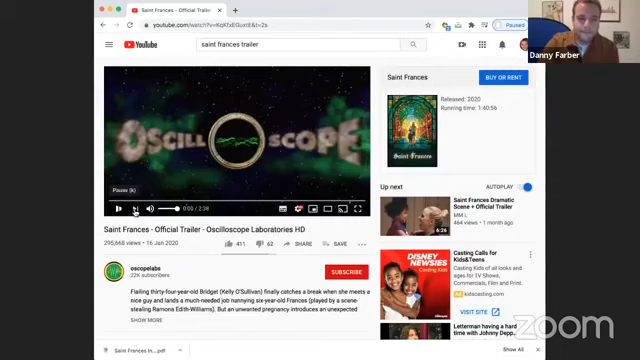 Saint Frances - Official Trailer
youtube.com/watch?v=
&t=2s
Paused
Danny Farber
YouTube
saint frances trailer
OSCILLOSCOPE
Pause (k)
0:00 / 2:38
Saint Frances - Official Trailer - Oscilloscope Laboratories HD
295,668 views • 16 Jan 2020
411
62
SHARE
SAVE
oscopelabs
22K subscribers
SUBSCRIBE
Flailing thirty-four-year-old Bridget (Kelly O'Sullivan) finally catches a break when she meets a
nice guy and lands a much-needed job nannying six-year-old Frances (played by a scene-
stealing Ramona Edith-Williams). But an unwanted pregnancy introduces an unexpected
SHOW MORE
Saint Frances
BUY OR RENT
Released: 2020
Running time: 1:40:56
Saint Frances
Up next
AUTOPLAY
Saint Frances Dramatic
Scene + Official Trailer
MM L
464 views • 1 month ago
6:26
DISNEY
NEWSIES
Casting Kids
Casting Calls for
Kids&Teens
Casting Kids of all looks and
ages for TV Shows,
Commercials, Film and Print.
Ad kidscasting.com
VISIT SITE
Letterman having a hard
time with Johnny Depp...
zoom
Saint Frances In....pdf
Show All